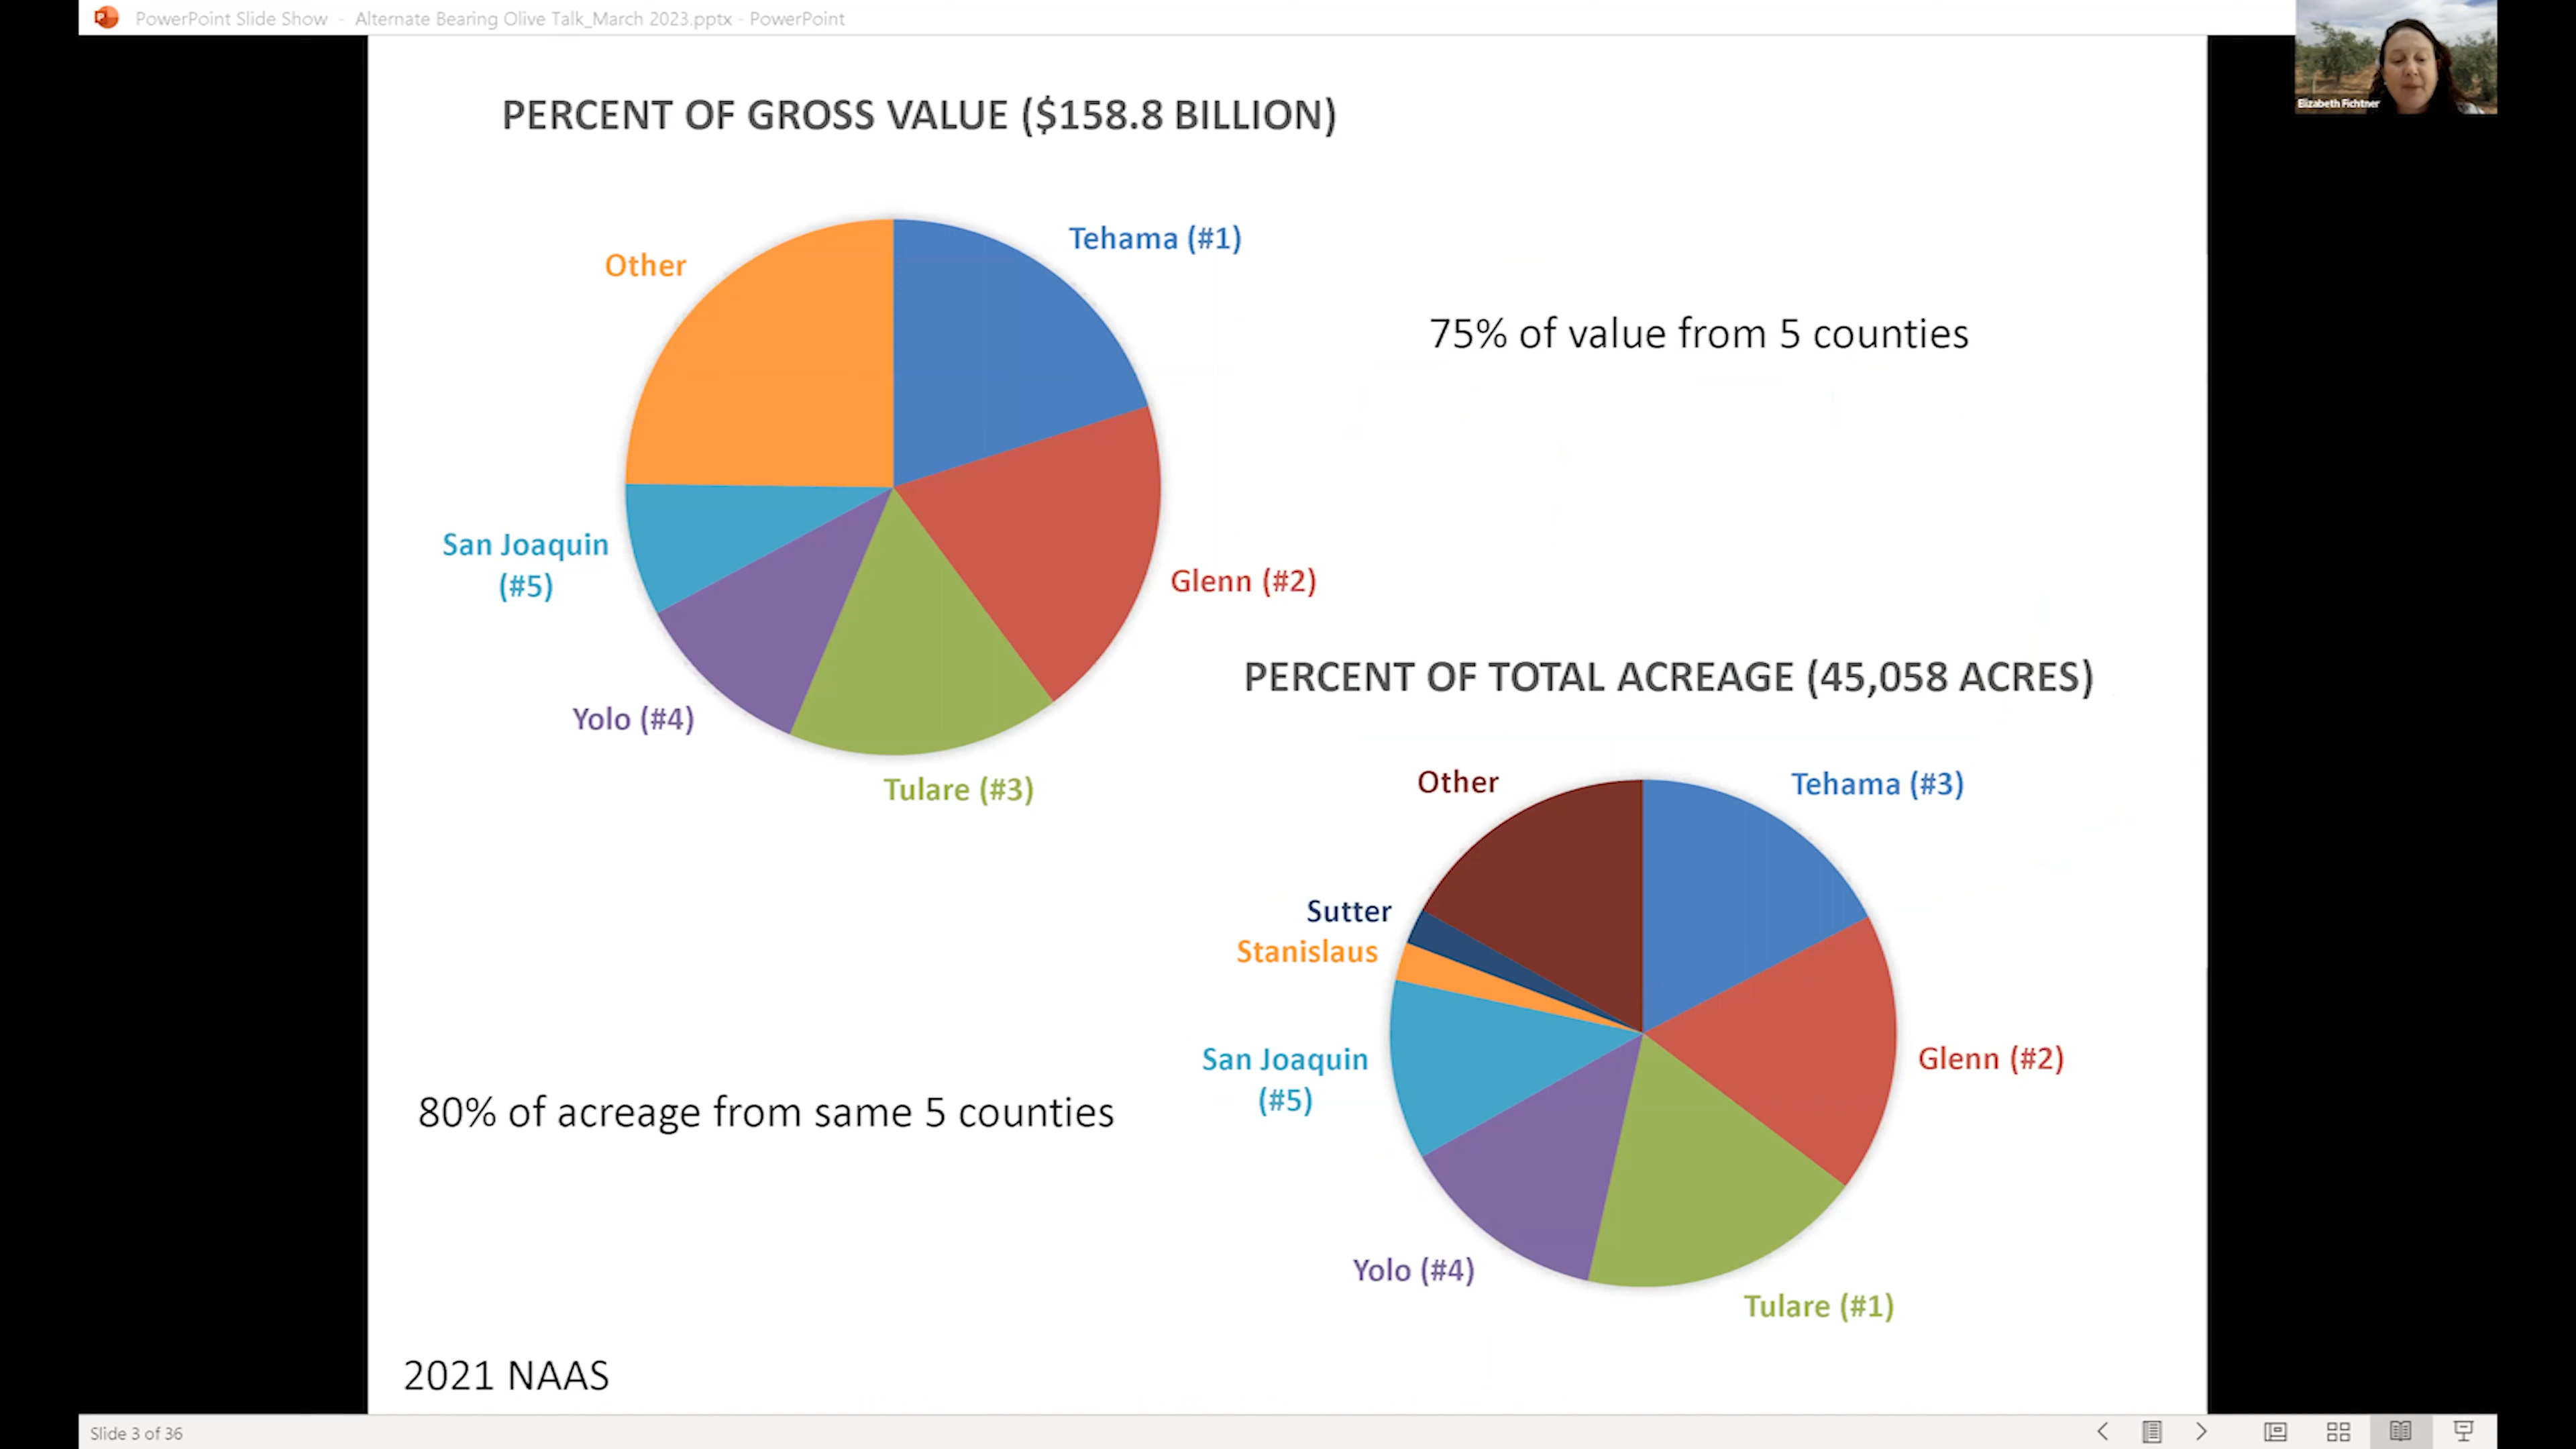 PowerPoint Slide Show - Alternate Bearing Olive Talk_March 2023.pptx - PowerPoint
Elizabeth Fichtner
PERCENT OF GROSS VALUE ($158.8 BILLION)
Tehama (#1)
Other
75% of value from 5 counties
San Joaquin
(#5)
Glenn (#2)
Yolo (#4)
Tulare (#3)
PERCENT OF TOTAL ACREAGE (45,058 ACRES)
Other
Tehama (#3)
Sutter
Stanislaus
San Joaquin
(#5)
Glenn (#2)
80% of acreage from same 5 counties
Yolo (#4)
Tulare (#1)
2021 NAAS
Slide 3 of 36